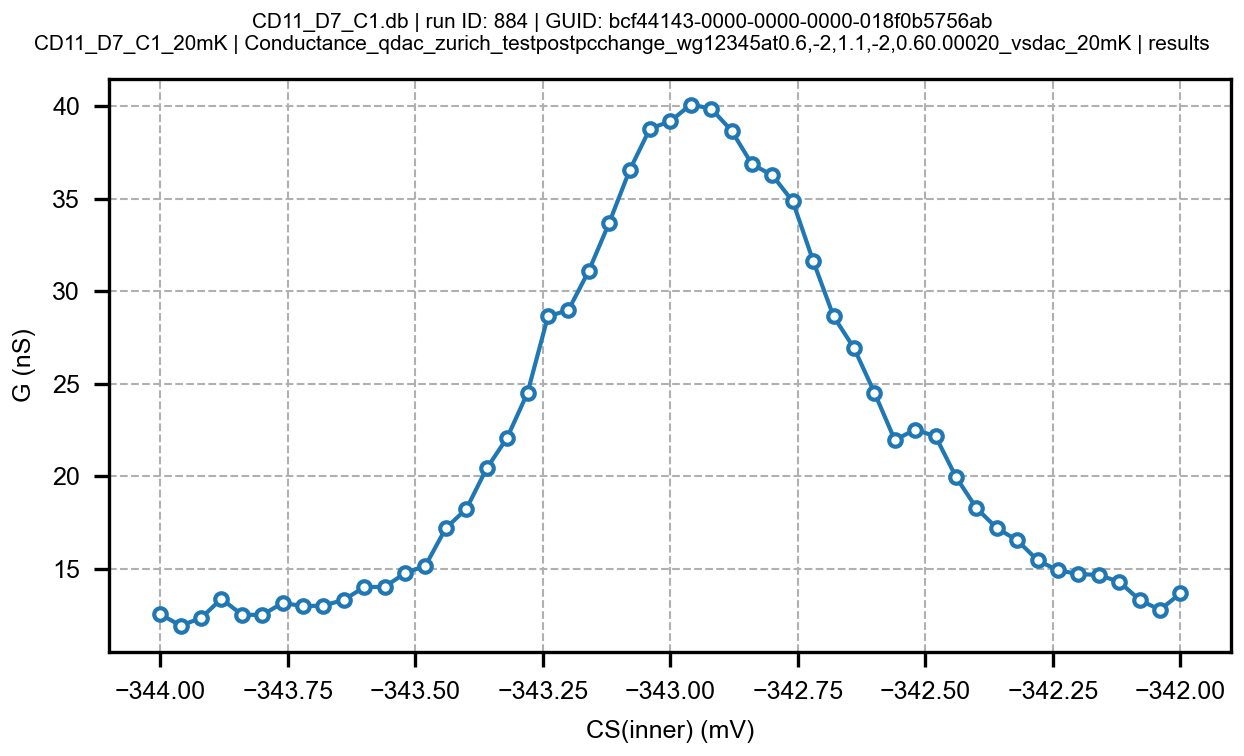 CD11_D7_C1.db | run ID: 884 | GUID: bcf44143-0000-0000-0000-018f0b5756ab
CD11_D7_C1_20mK | Conductance_qdac_zurich_testpostpcchange_wg12345at0.6,-2,1.1,-2,0.60.00020_vsdac_20mK | results
40
35
30
25
20
15
G (nS)
−344.00 −343.75 −343.50 −343.25 −343.00 −342.75 −342.50 −342.25 −342.00
CS(inner) (mV)